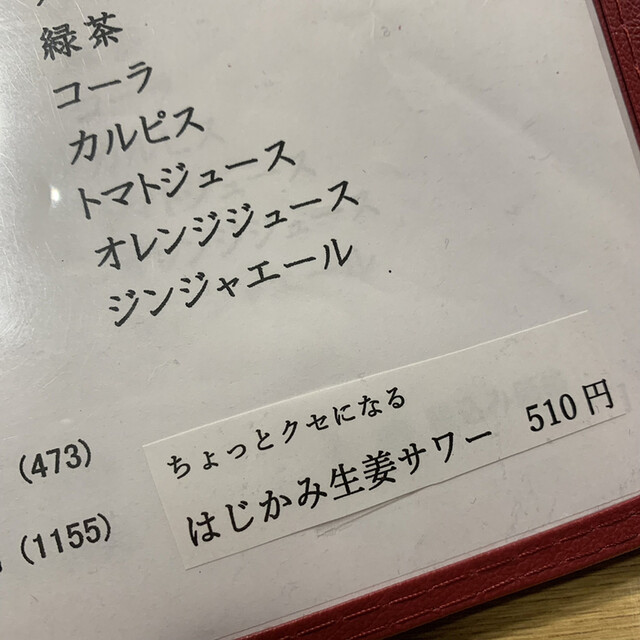 緑茶
コーラ
カルピス
トマトジュース
オレンジジュース
ジンジャエール
(473)
(1155)
ちょっとクセになる
はじかみ生姜サワー 510円